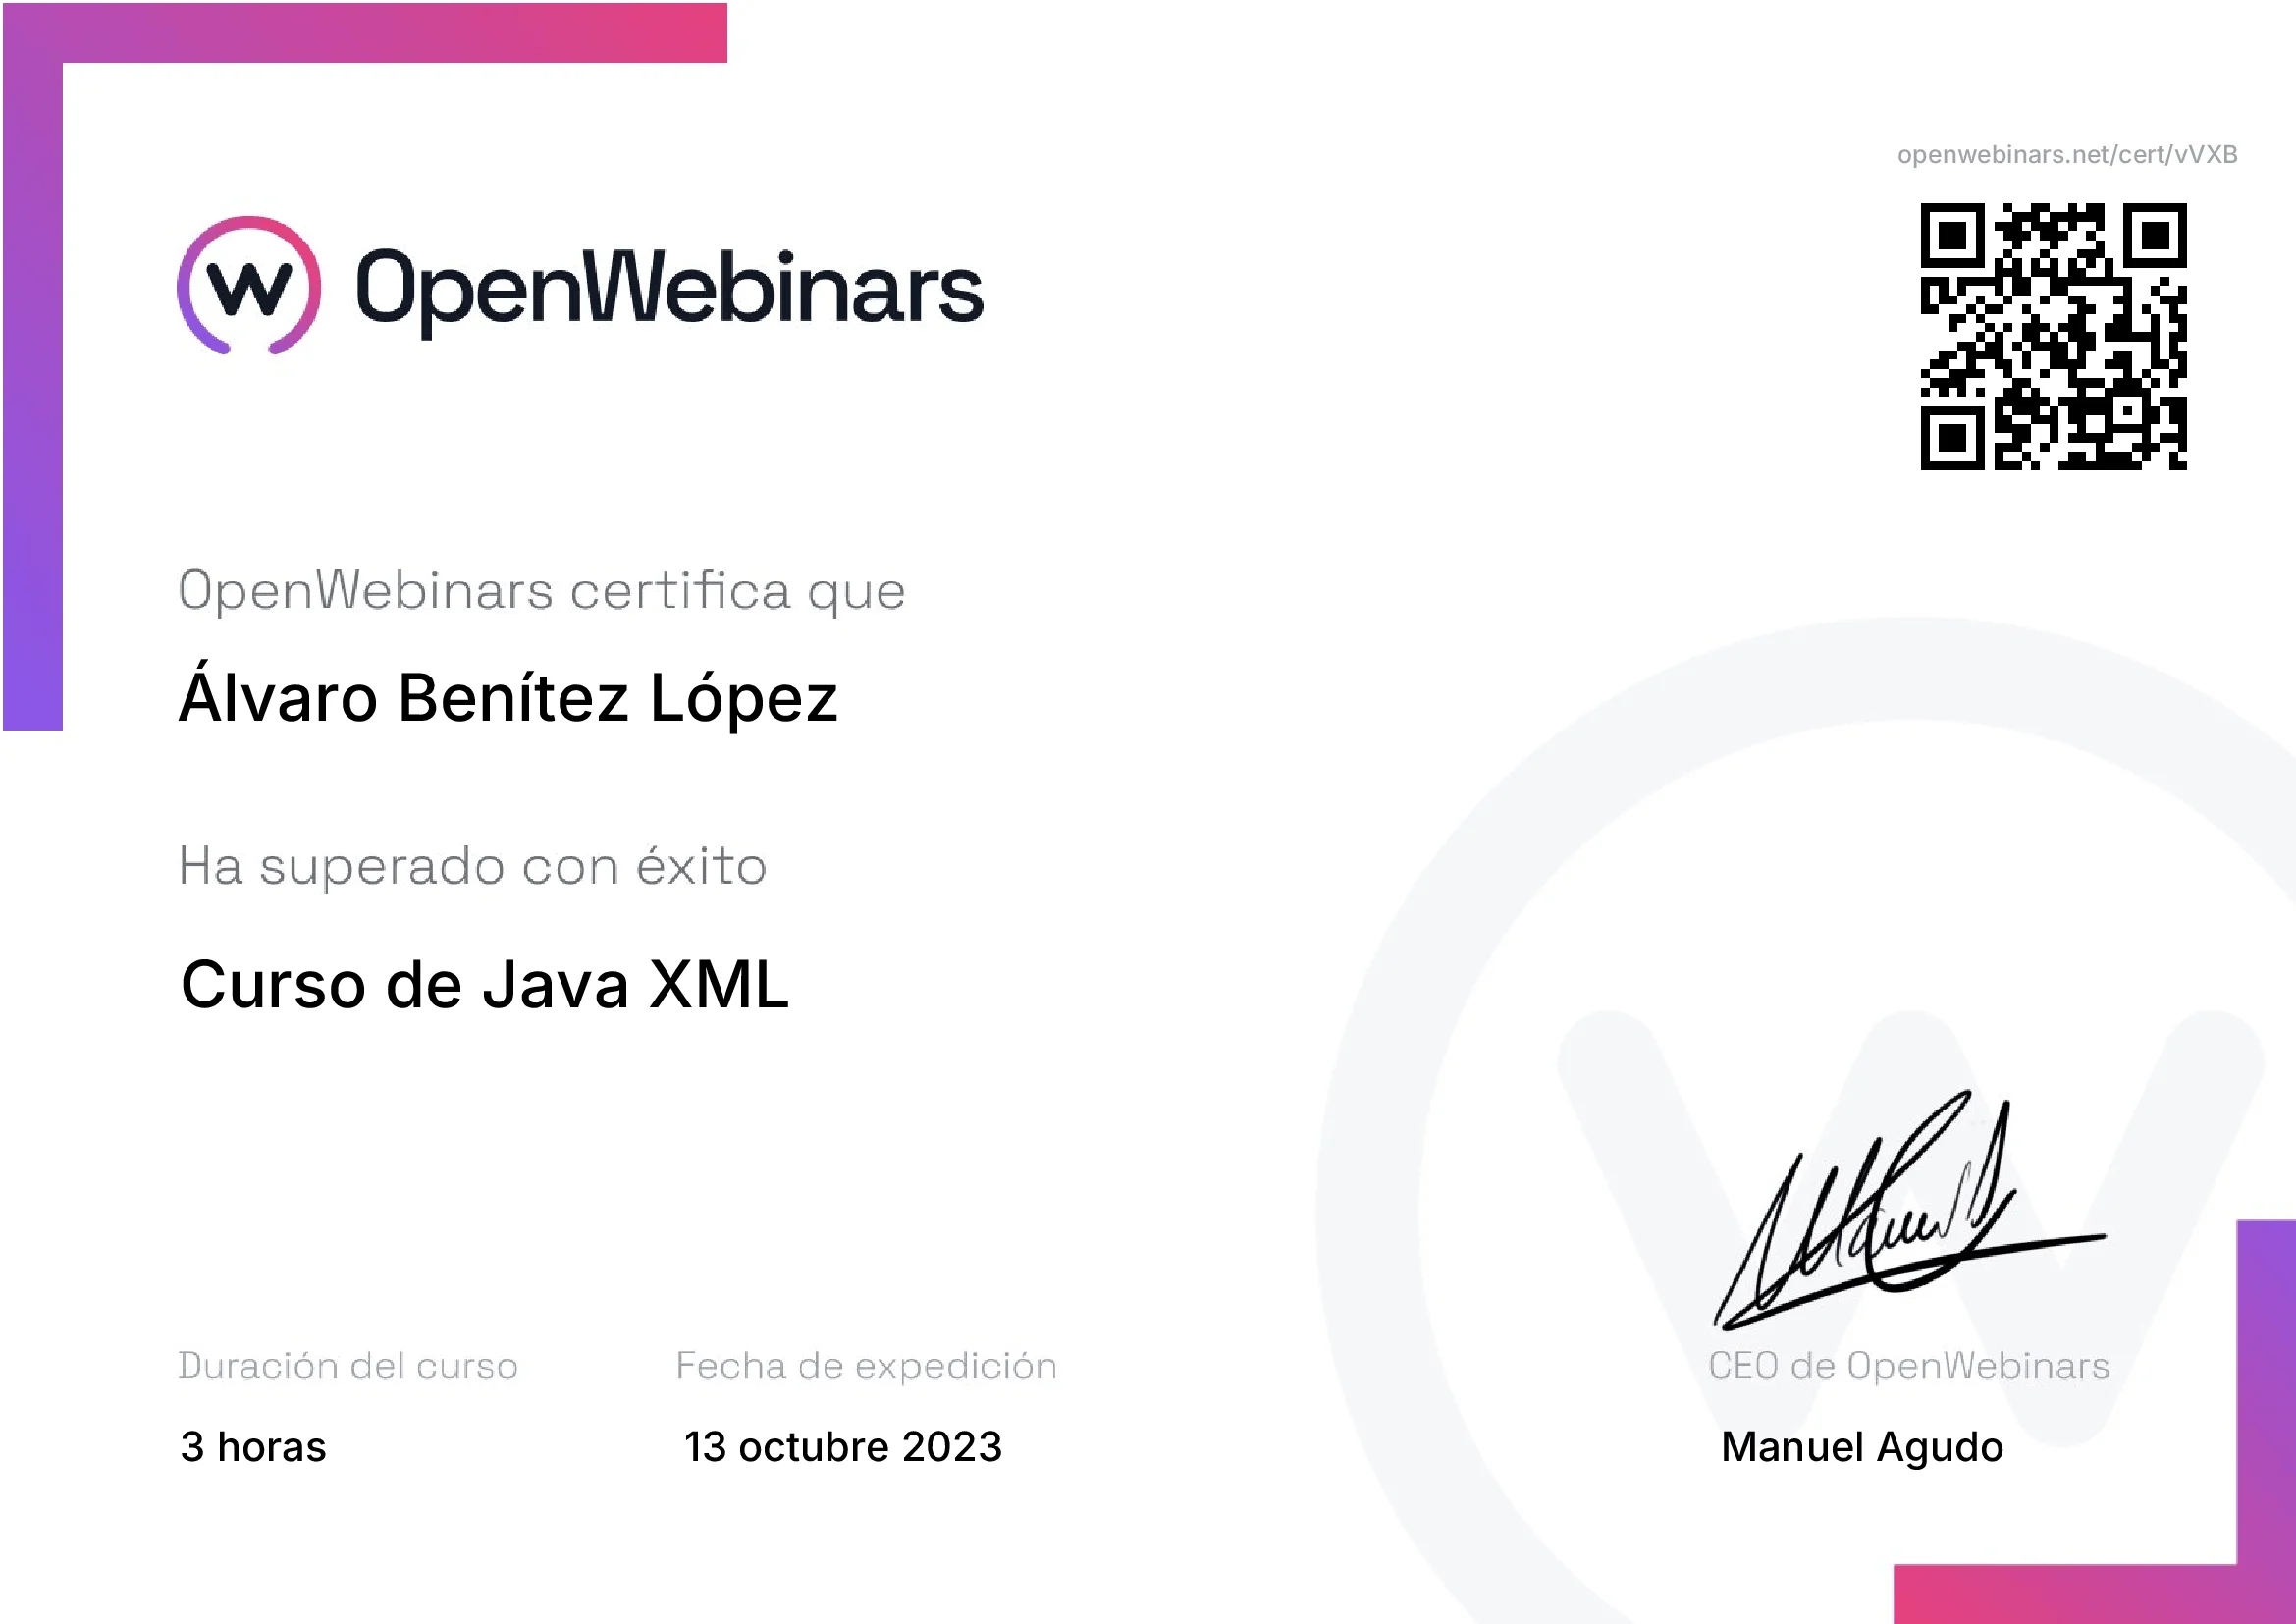 openwebinars.net/cert/vVXB
OpenWebinars
OpenWebinars certifica que
Álvaro Benítez López
Ha superado con éxito
Curso de Java XML
Duración del curso
Fecha de expedición
CEO de OpenWebinars
3 horas
13 octubre 2023
Manuel Agudo